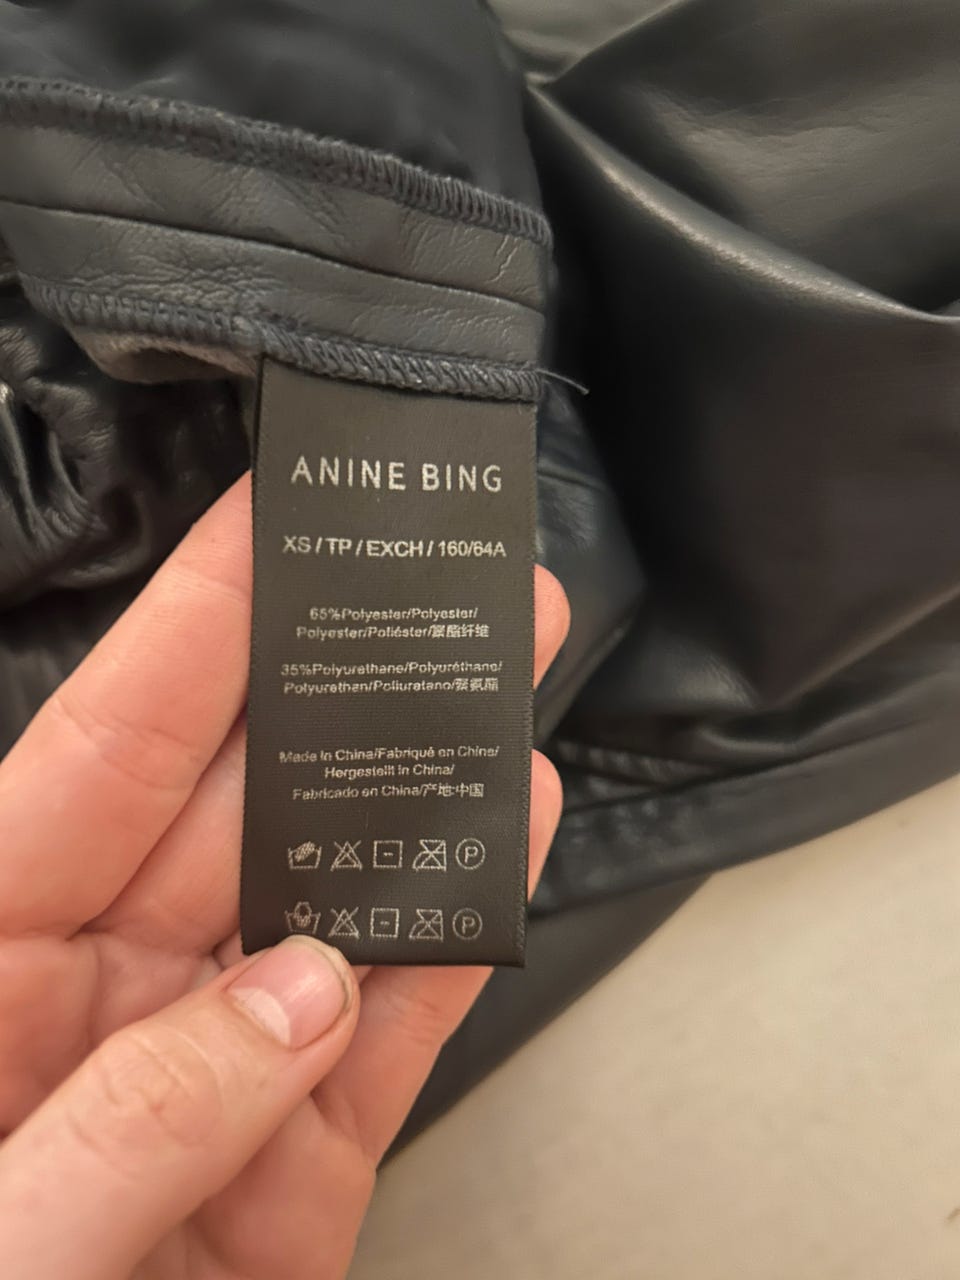 ANINE BING
XS / TP / EXCH / 160/64A
65%Polyester/Polyester/
Polyester/Poliéster/聚酯纤维
35%Polyurethane/Polyuréthane/
Polyurethan/Poliuretano/聚氨酯
Made in China/Fabriqué en Chine/
Hergestellt in China/
Fabricado en China/产地:中国
P
P